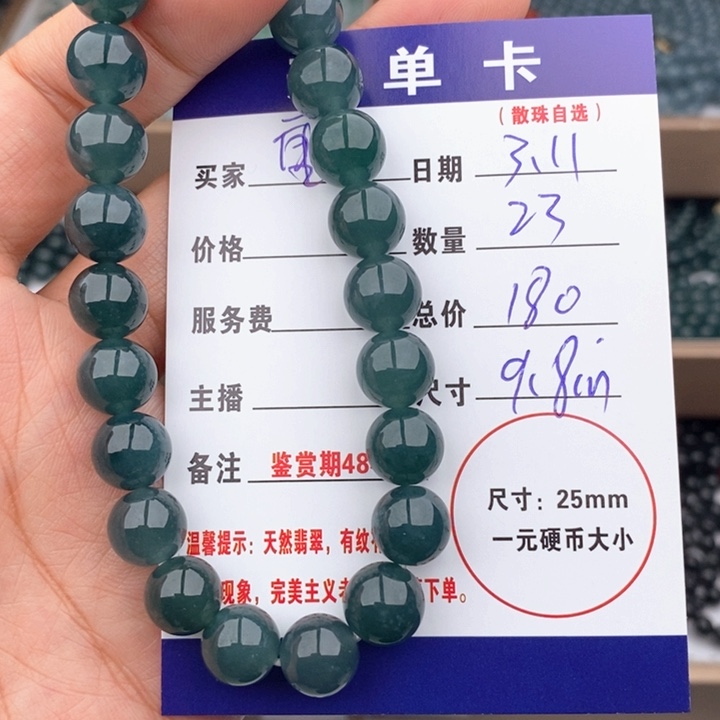 单卡
（散珠自选）
买家 日期 3.11
价格 数量 23
服务费 总价 180
主播 尺寸 9.8in
备注 鉴赏期48
尺寸：25mm
一元硬币大小
温馨提示：天然翡翠，有纹
现象，完美主义 下单。